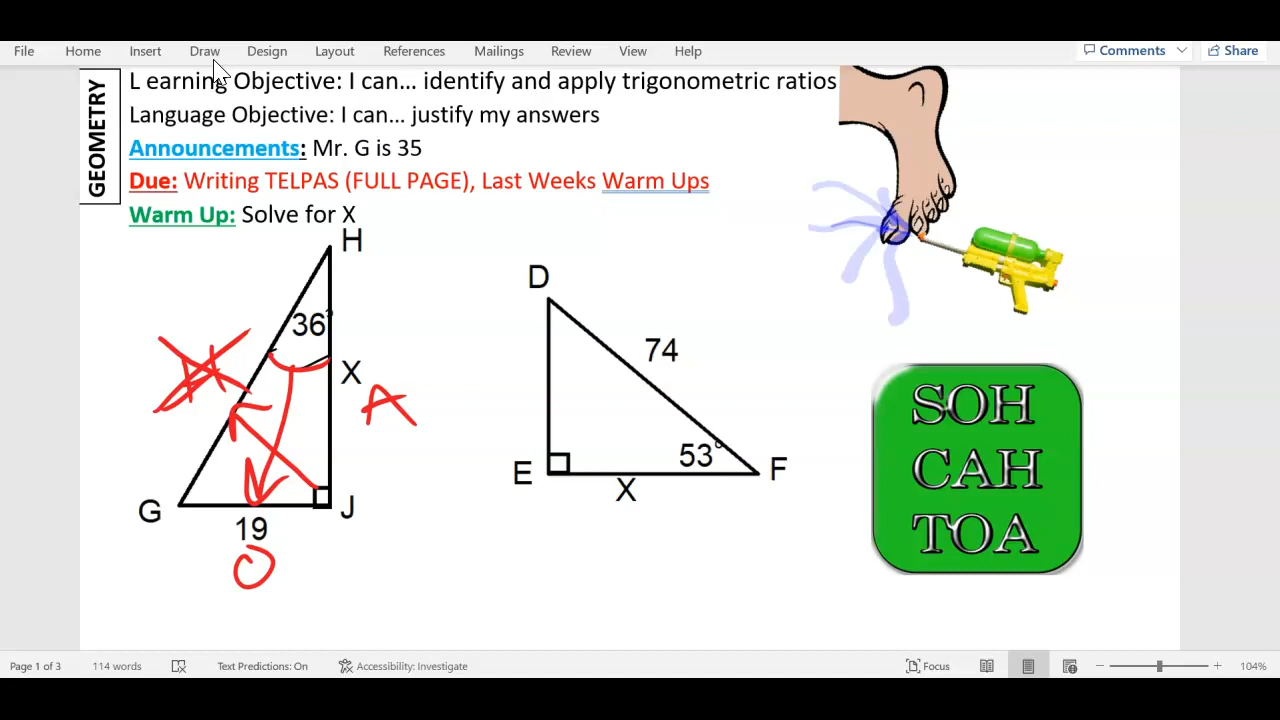 File Home Insert Draw Design Layout References Mailings Review View Help Comments Share
GEOMETRY
L earning Objective: I can... identify and apply trigonometric ratios
Language Objective: I can... justify my answers
Announcements: Mr. G is 35
Due: Writing TELPAS (FULL PAGE), Last Weeks Warm Ups
Warm Up: Solve for X
H
36°
X
H
A
G
J
19
O
D
74
53°
E
F
X
SOH
CAH
TOA
Page 1 of 3 114 words Text Predictions: On Accessibility: Investigate Focus 104%